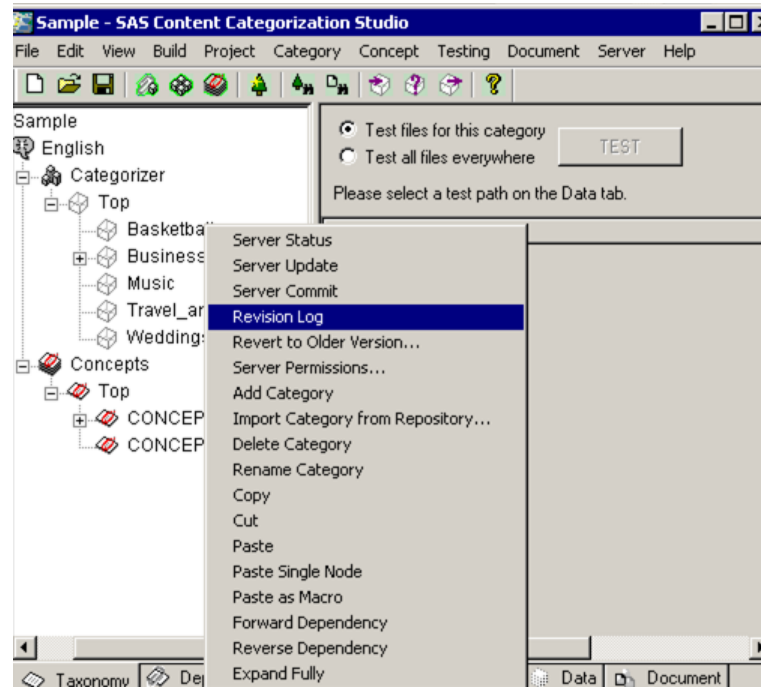 Sample - SAS Content Categorization Studio
File Edit View Build Project Category Concept Testing Document Server Help
Sample
English
Categorizer
Top
Basketba
Business
Music
Travel_ar
Wedding
Concepts
Top
CONCEP
CONCEP
Test files for this category
Test all files everywhere
TEST
Please select a test path on the Data tab.
Server Status
Server Update
Server Commit
Revision Log
Revert to Older Version...
Server Permissions...
Add Category
Import Category from Repository...
Delete Category
Rename Category
Copy
Cut
Paste
Paste Single Node
Paste as Macro
Forward Dependency
Reverse Dependency
Expand Fully
Taxonomy De Data Document